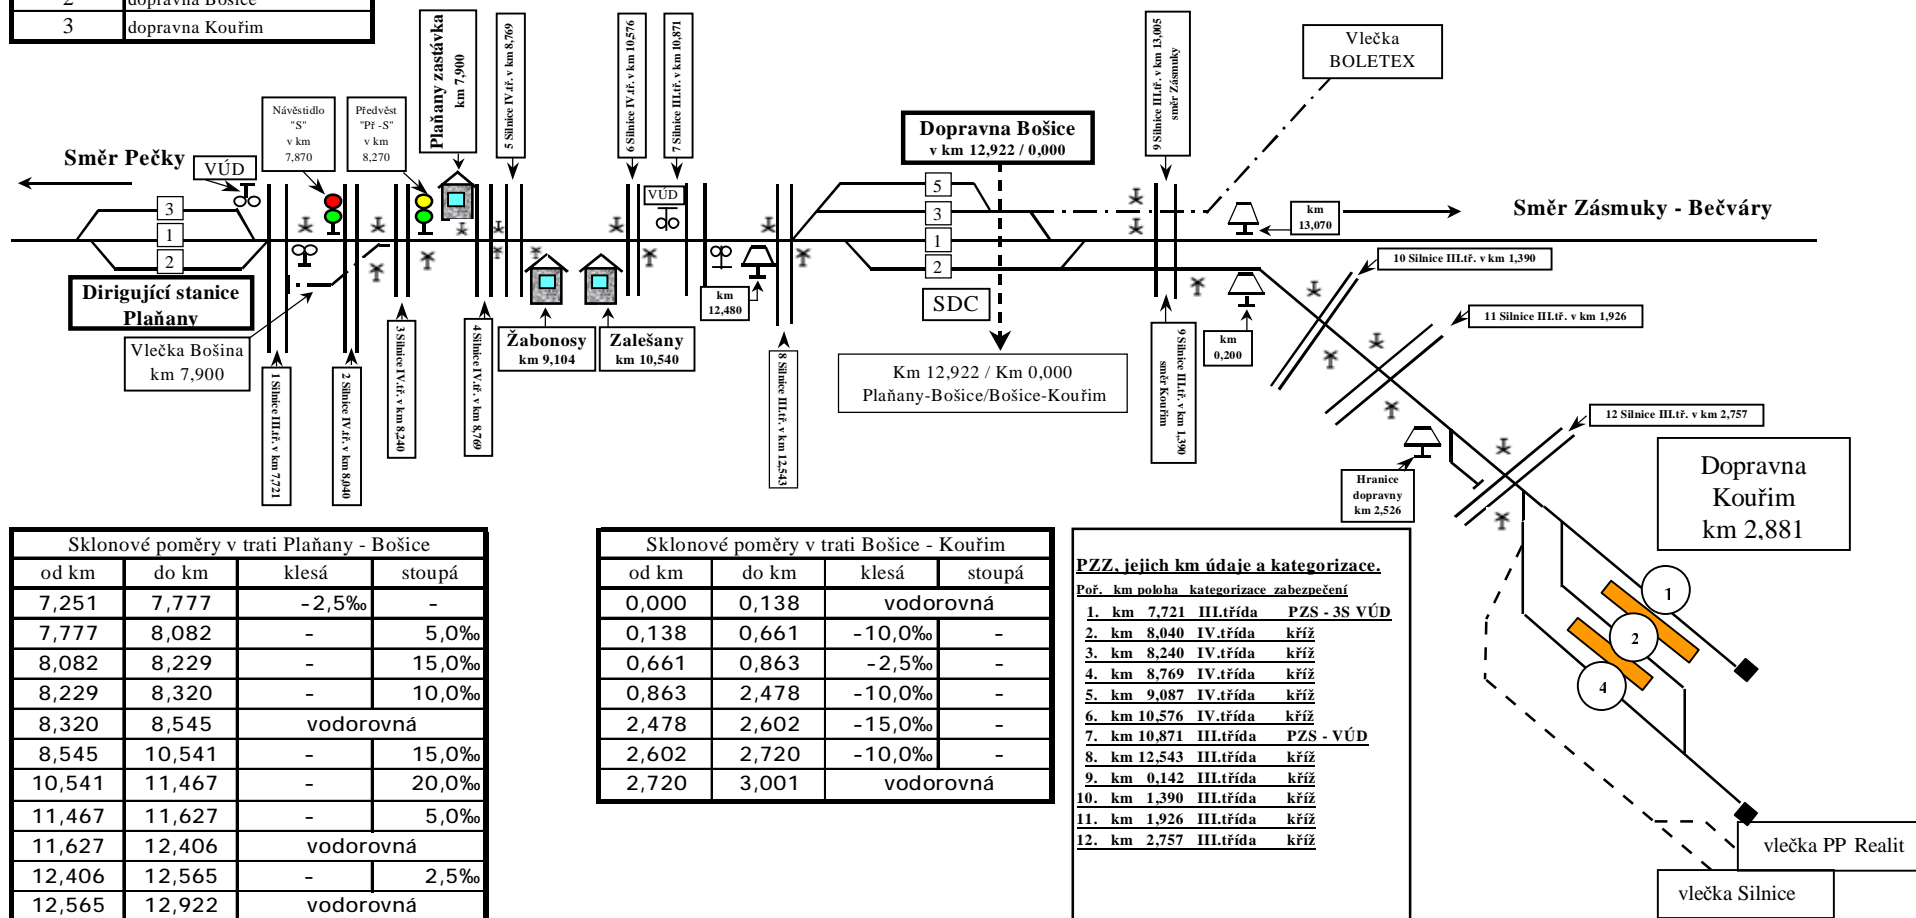 2 dopravna Bošice
3 dopravna Kouřim
Směr Pečky
VÚD
Návěstidlo
"S"
v km
7,870
Předvěst
"Př -S"
v km
8,270
Plaňany zastávka
km 7,900
5 Silnice IV.tř. v km 8,769
6 Silnice IV.tř. v km 10,576
7 Silnice III.tř. v km 10,871
VÚD
Dopravna Bošice
v km 12,922 / 0,000
9 Silnice III.tř. v km 13,005
směr Zásmuky
Vlečka
BOLETEX
km
13,070
Směr Zásmuky - Bečváry
3
1
2
5
3
1
2
Dirigující stanice
Plaňany
Vlečka Bošina
km 7,900
1 Silnice III.tř. v km 7,721
2 Silnice IV.tř. v km 8,040
3 Silnice IV.tř. v km 8,240
4 Silnice IV.tř. v km 8,769
Žabonosy
km 9,104
Zalešany
km 10,540
km
12,480
8 Silnice III.tř. v km 12,543
SDC
Km 12,922 / Km 0,000
Plaňany-Bošice/Bošice-Kouřim
9 Silnice III.tř. v km 1,390
směr Kouřim
km
0,200
10 Silnice III.tř. v km 1,390
11 Silnice III.tř. v km 1,926
12 Silnice III.tř. v km 2,757
Hranice
dopravny
km 2,526
Dopravna
Kouřim
km 2,881
1
2
4
vlečka PP Realit
vlečka Silnice
Sklonové poměry v trati Plaňany - Bošice
od km do km klesá stoupá
7,251 7,777 -2,5‰ -
7,777 8,082 - 5,0‰
8,082 8,229 - 15,0‰
8,229 8,320 - 10,0‰
8,320 8,545 vodorovná
8,545 10,541 - 15,0‰
10,541 11,467 - 20,0‰
11,467 11,627 - 5,0‰
11,627 12,406 vodorovná
12,406 12,565 - 2,5‰
12,565 12,922 vodorovná
Sklonové poměry v trati Bošice - Kouřim
od km do km klesá stoupá
0,000 0,138 vodorovná
0,138 0,661 -10,0‰ -
0,661 0,863 -2,5‰ -
0,863 2,478 -10,0‰ -
2,478 2,602 -15,0‰ -
2,602 2,720 -10,0‰ -
2,720 3,001 vodorovná
PZZ, jejich km údaje a kategorizace.
Poř. km poloha kategorizace zabezpečení
1. km 7,721 III.třída PZS - 3S VÚD
2. km 8,040 IV.třída kříž
3. km 8,240 IV.třída kříž
4. km 8,769 IV.třída kříž
5. km 9,087 IV.třída kříž
6. km 10,576 IV.třída kříž
7. km 10,871 III.třída PZS - VÚD
8. km 12,543 III.třída kříž
9. km 0,142 III.třída kříž
10. km 1,390 III.třída kříž
11. km 1,926 III.třída kříž
12. km 2,757 III.třída kříž